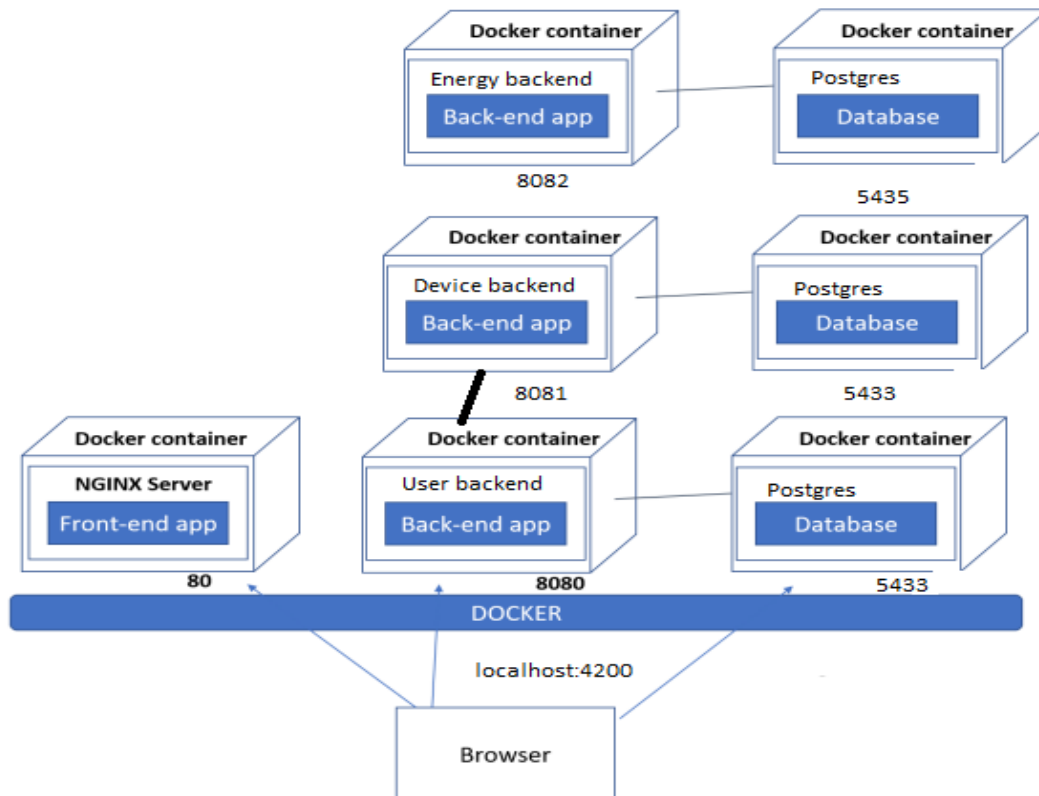 Docker container
Energy backend
Back-end app
8082
Docker container
Postgres
Database
5435
Docker container
Device backend
Back-end app
8081
Docker container
Postgres
Database
5433
Docker container
NGINX Server
Front-end app
80
Docker container
User backend
Back-end app
8080
Docker container
Postgres
Database
5433
DOCKER
localhost:4200
Browser